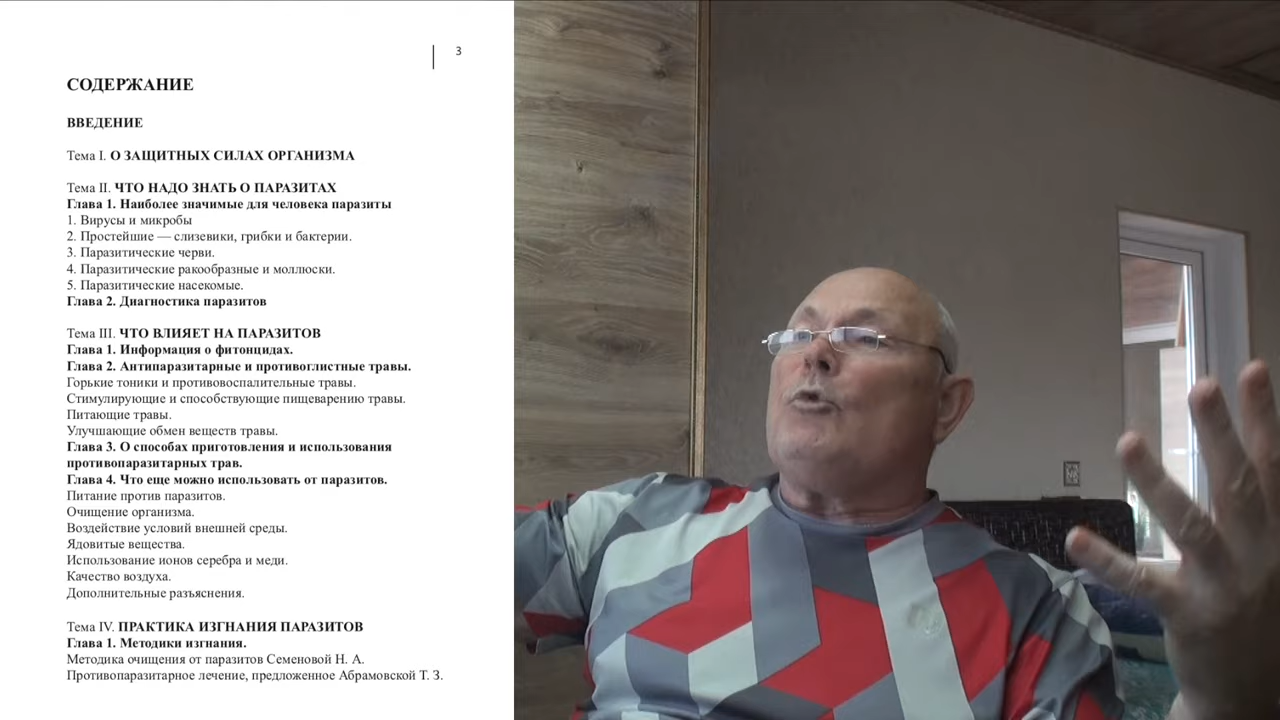 3
СОДЕРЖАНИЕ
ВВЕДЕНИЕ
Тема I. О ЗАЩИТНЫХ СИЛАХ ОРГАНИЗМА
Тема II. ЧТО НАДО ЗНАТЬ О ПАРАЗИТАХ
Глава 1. Наиболее значимые для человека паразиты
1. Вирусы и микробы
2. Простейшие — слизевики, грибки и бактерии.
3. Паразитические черви.
4. Паразитические ракообразные и моллюски.
5. Паразитические насекомые.
Глава 2. Диагностика паразитов
Тема III. ЧТО ВЛИЯЕТ НА ПАРАЗИТОВ
Глава 1. Информация о фитонцидах.
Глава 2. Антипаразитарные и противоглистные травы.
Горькие тоники и противовоспалительные травы.
Стимулирующие и способствующие пищеварению травы.
Питающие травы.
Улучшающие обмен веществ травы.
Глава 3. О способах приготовления и использования
противопаразитарных трав.
Глава 4. Что еще можно использовать от паразитов.
Питание против паразитов.
Очищение организма.
Воздействие условий внешней среды.
Ядовитые вещества.
Использование ионов серебра и меди.
Качество воздуха.
Дополнительные разъяснения.
Тема IV. ПРАКТИКА ИЗГНАНИЯ ПАРАЗИТОВ
Глава 1. Методики изгнания.
Методика очищения от паразитов Семеновой Н. А.
Противопаразитарное лечение, предложенное Абрамовской Т. З.